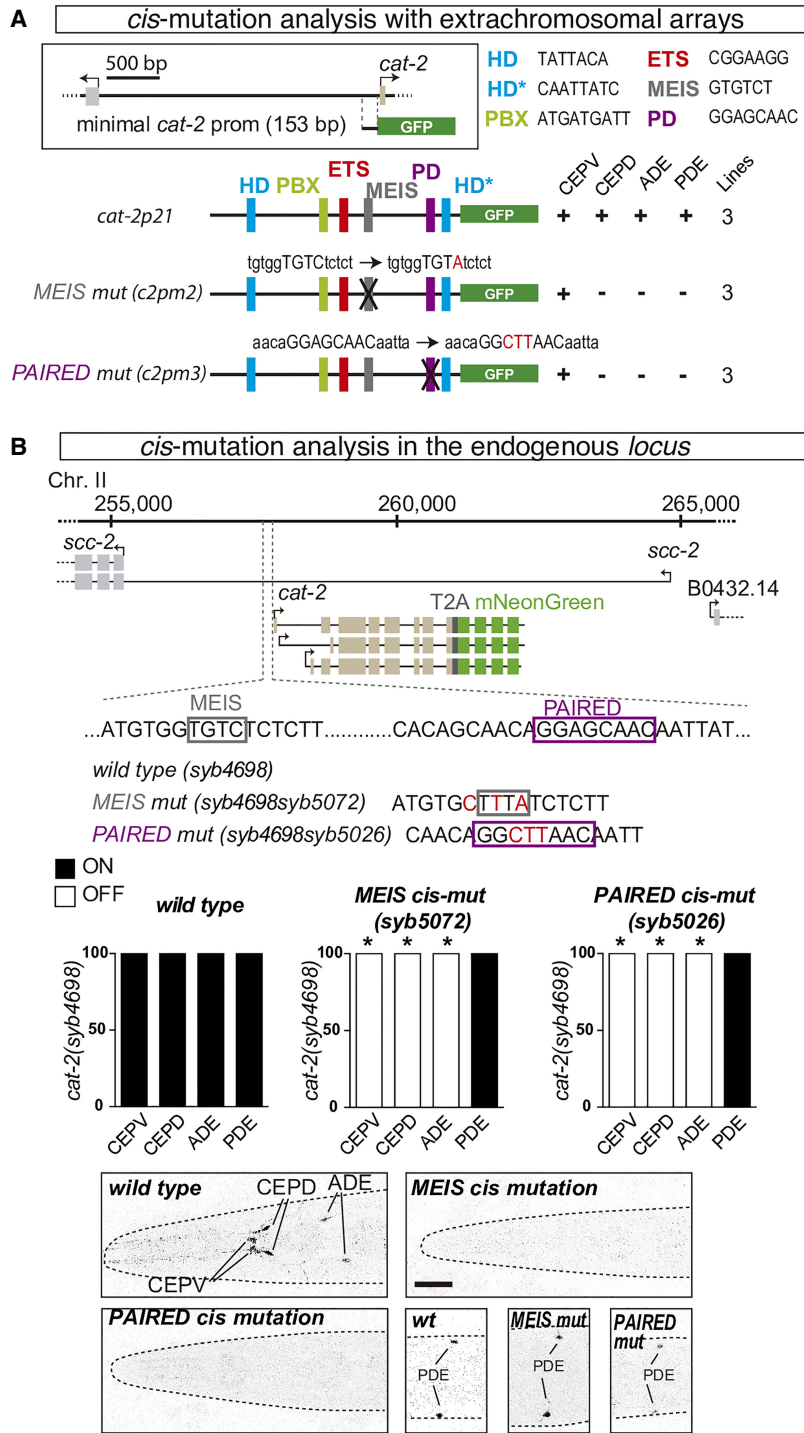 A
cis-mutation analysis with extrachromosomal arrays
500 bp
cat-2
minimal cat-2 prom (153 bp)
GFP
HD TATTACA
HD* CAATTATC
PBX ATGATGATT
ETS CGGAAGG
MEIS GTGTCT
PD GGAGCAAC
HD PBX ETS MEIS PD HD*
CEPV CEPD ADE PDE Lines
cat-2p21 GFP + + + + 3
tgtggTGTCtctct → tgtggTGTAtctct
MEIS mut (c2pm2) GFP + - - - 3
aacaGGAGCAACaatta → aacaGGCTTAACaatta
PAIRED mut (c2pm3) GFP + - - - 3
B
cis-mutation analysis in the endogenous locus
Chr. II
255,000 260,000 265,000
scc-2 scc-2
cat-2
B0432.14
T2A mNeonGreen
MEIS PAIRED
...ATGTGGTGTCTCTCTT............CACAGCAACAGGAGCAACAATTAT...
wild type (syb4698)
MEIS mut (syb4698syb5072) ATGTGCTTTATCTCTT
PAIRED mut (syb4698syb5026) CAACAGGCTTAACAATT
ON
OFF
wild type
cat-2(syb4698)
100
50
0
CEPV CEPD ADE PDE
MEIS cis-mut
(syb5072)
* * *
cat-2(syb4698)
100
50
0
CEPV CEPD ADE PDE
PAIRED cis-mut
(syb5026)
* * *
cat-2(syb4698)
100
50
0
CEPV CEPD ADE PDE
wild type
CEPD
ADE
CEPV
MEIS cis mutation
PAIRED cis mutation
wt
PDE
MEIS mut
PDE
PAIRED
mut
PDE